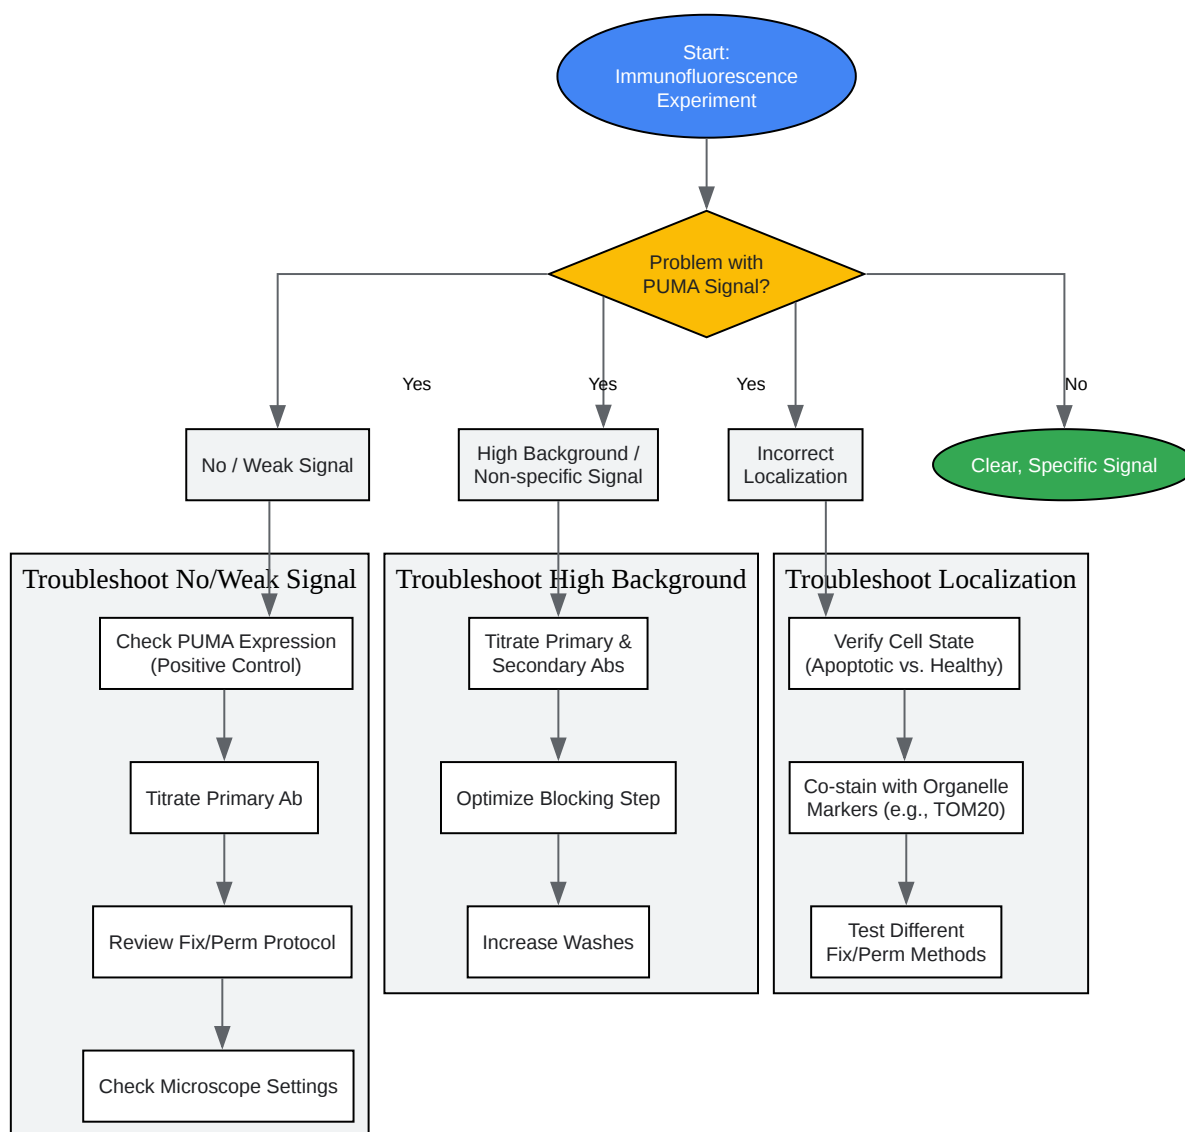 Start:
Immunofluorescence
Experiment
Problem with
PUMA Signal?
Yes
Yes
Yes
No
No / Weak Signal
High Background /
Non-specific Signal
Incorrect
Localization
Clear, Specific Signal
Troubleshoot No/Weak Signal
Check PUMA Expression
(Positive Control)
Titrate Primary Ab
Review Fix/Perm Protocol
Check Microscope Settings
Troubleshoot High Background
Titrate Primary &
Secondary Abs
Optimize Blocking Step
Increase Washes
Troubleshoot Localization
Verify Cell State
(Apoptotic vs. Healthy)
Co-stain with Organelle
Markers (e.g., TOM20)
Test Different
Fix/Perm Methods